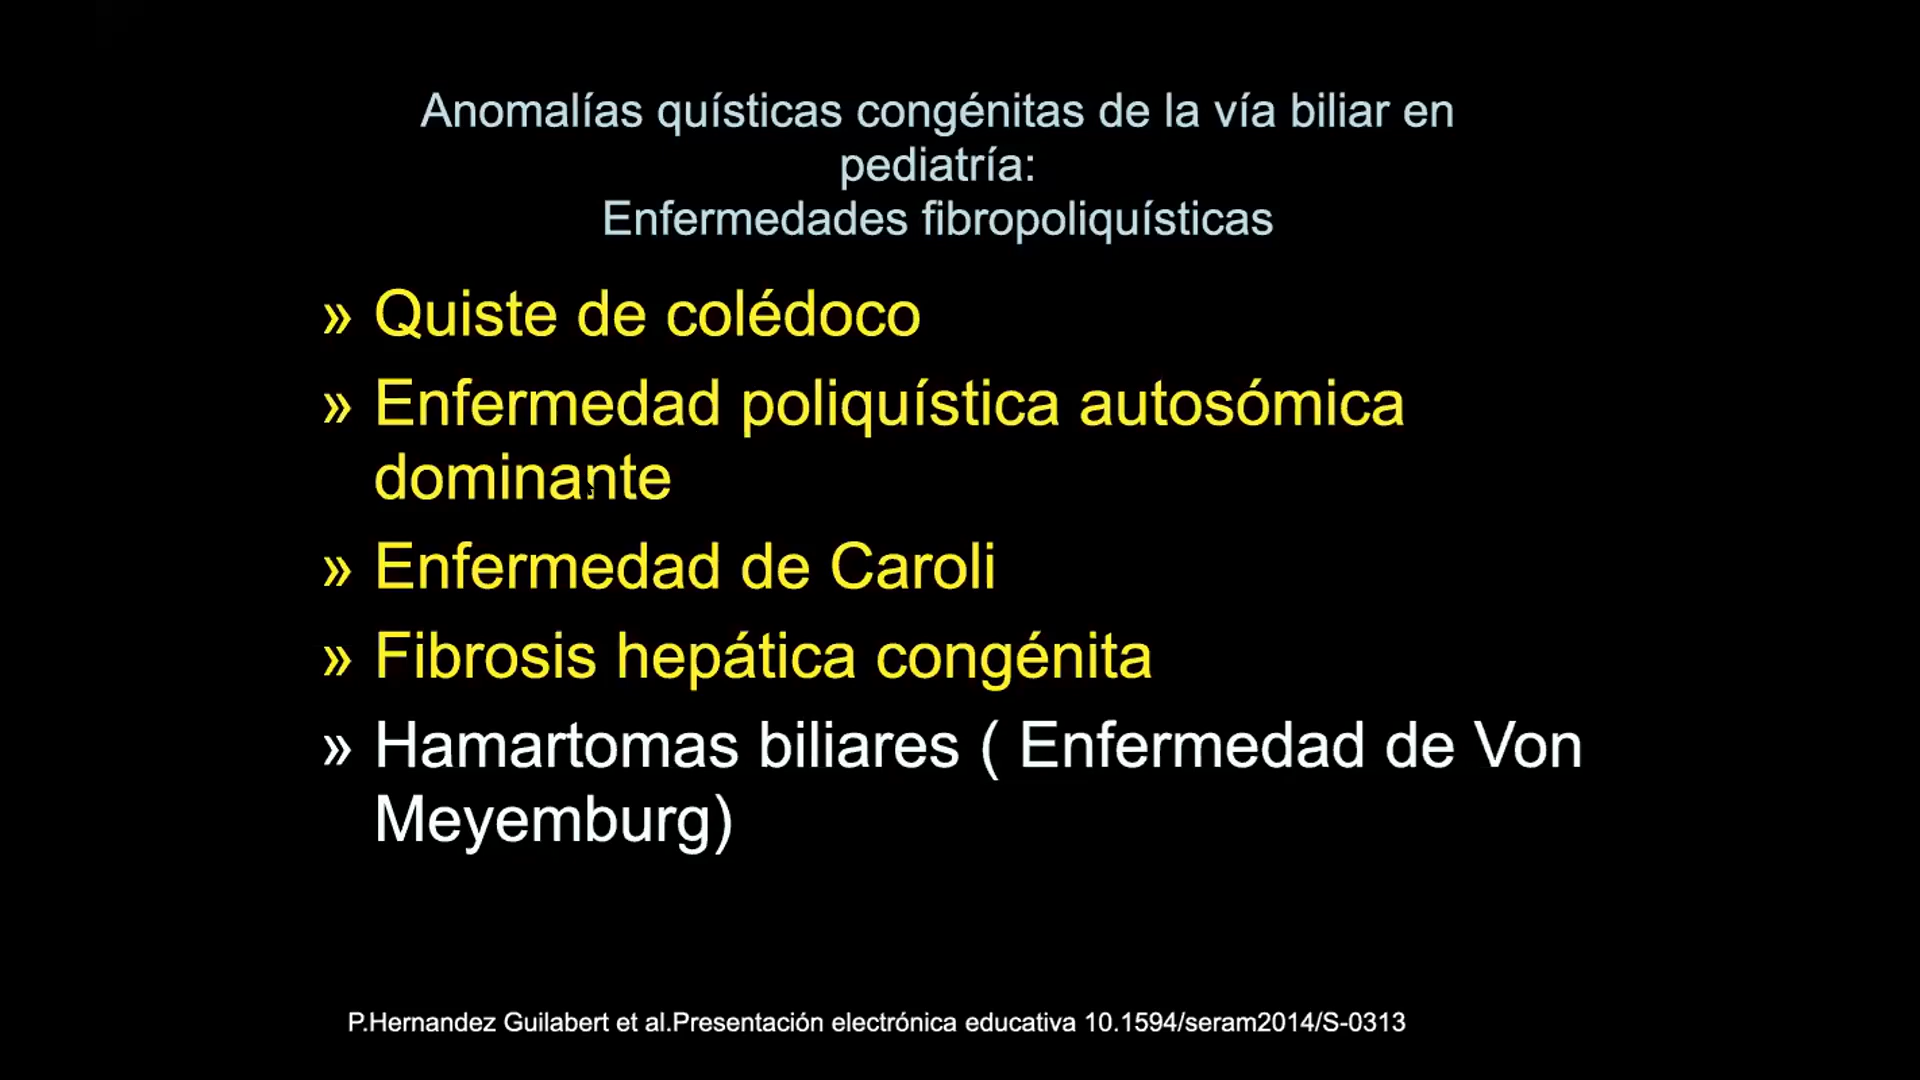 Anomalías quísticas congénitas de la vía biliar en
pediatría:
Enfermedades fibropoliquísticas
» Quiste de colédoco
» Enfermedad poliquística autosómica
dominante
» Enfermedad de Caroli
» Fibrosis hepática congénita
» Hamartomas biliares ( Enfermedad de Von
Meyemburg)
P.Hernandez Guilabert et al.Presentación electrónica educativa 10.1594/seram2014/S-0313